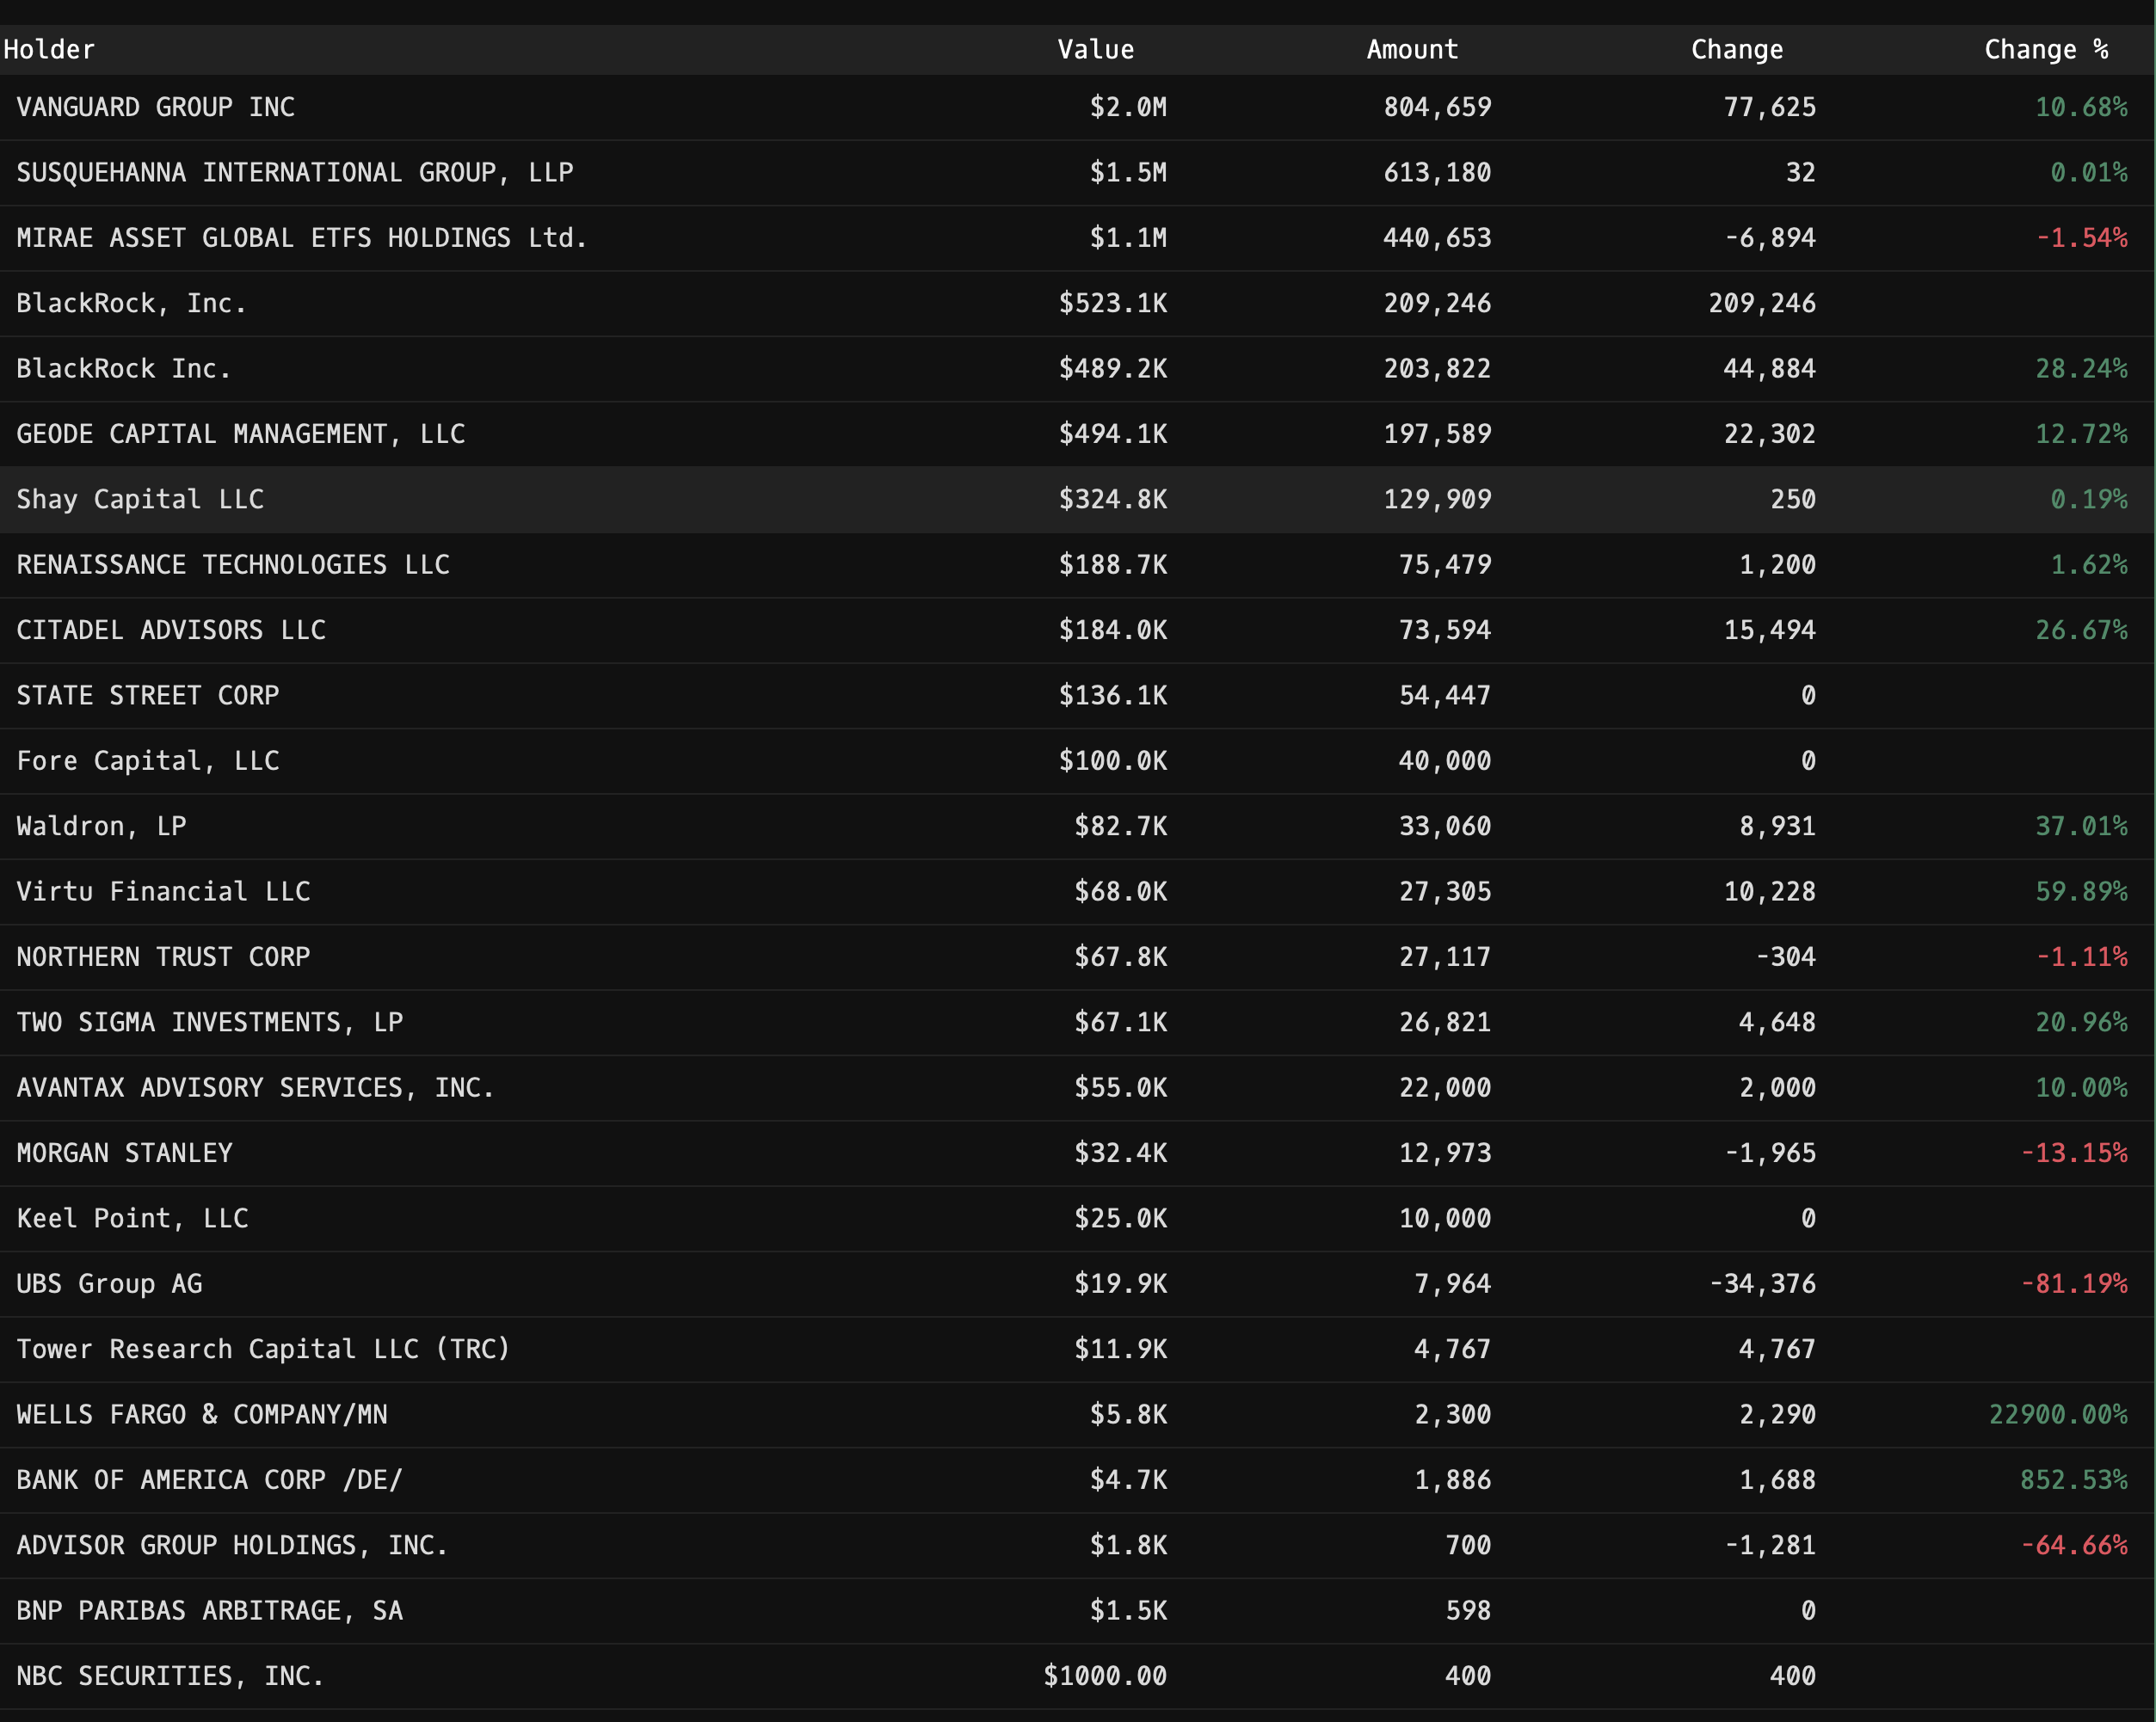 Holder Value Amount Change Change %
VANGUARD GROUP INC $2.0M 804,659 77,625 10.68%
SUSQUEHANNA INTERNATIONAL GROUP, LLP $1.5M 613,180 32 0.01%
MIRAE ASSET GLOBAL ETFS HOLDINGS Ltd. $1.1M 440,653 -6,894 -1.54%
BlackRock, Inc. $523.1K 209,246 209,246
BlackRock Inc. $489.2K 203,822 44,884 28.24%
GEODE CAPITAL MANAGEMENT, LLC $494.1K 197,589 22,302 12.72%
Shay Capital LLC $324.8K 129,909 250 0.19%
RENAISSANCE TECHNOLOGIES LLC $188.7K 75,479 1,200 1.62%
CITADEL ADVISORS LLC $184.0K 73,594 15,494 26.67%
STATE STREET CORP $136.1K 54,447 0
Fore Capital, LLC $100.0K 40,000 0
Waldron, LP $82.7K 33,060 8,931 37.01%
Virtu Financial LLC $68.0K 27,305 10,228 59.89%
NORTHERN TRUST CORP $67.8K 27,117 -304 -1.11%
TWO SIGMA INVESTMENTS, LP $67.1K 26,821 4,648 20.96%
AVANTAX ADVISORY SERVICES, INC. $55.0K 22,000 2,000 10.00%
MORGAN STANLEY $32.4K 12,973 -1,965 -13.15%
Keel Point, LLC $25.0K 10,000 0
UBS Group AG $19.9K 7,964 -34,376 -81.19%
Tower Research Capital LLC (TRC) $11.9K 4,767 4,767
WELLS FARGO & COMPANY/MN $5.8K 2,300 2,290 22900.00%
BANK OF AMERICA CORP /DE/ $4.7K 1,886 1,688 852.53%
ADVISOR GROUP HOLDINGS, INC. $1.8K 700 -1,281 -64.66%
BNP PARIBAS ARBITRAGE, SA $1.5K 598 0
NBC SECURITIES, INC. $1000.00 400 400